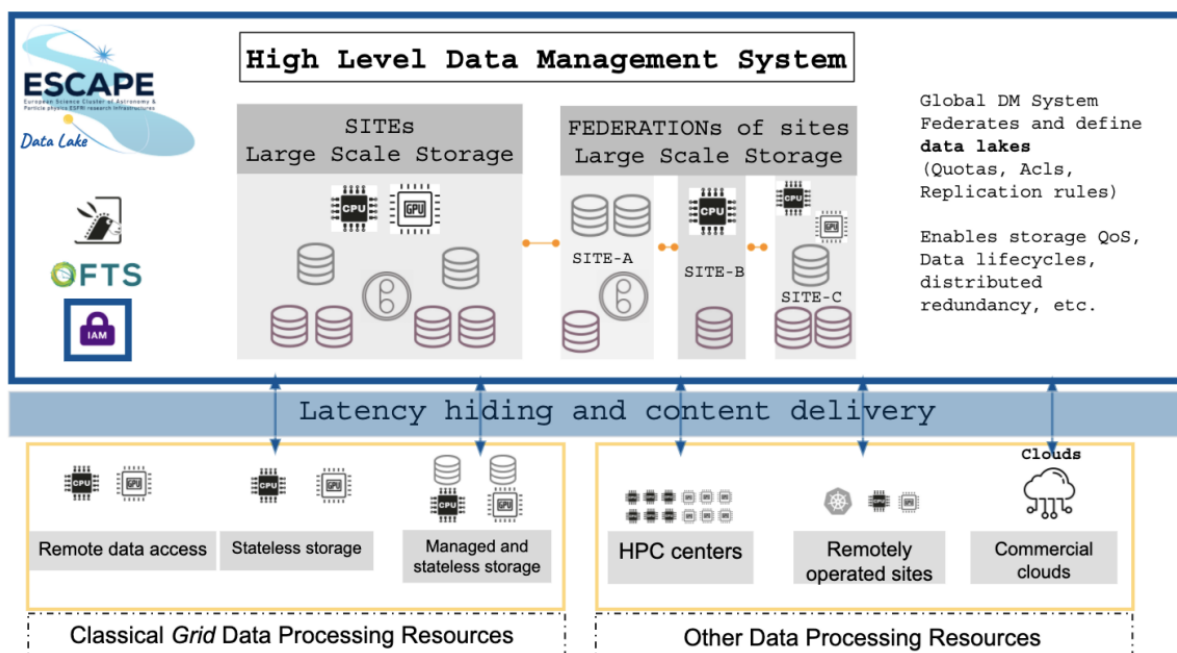 High Level Data Management System
ESCAPE
European Science Cluster of Astronomy &
Particle physics ESFRI research Infrastructures
Data Lake
SITEs
Large Scale Storage
FEDERATIONs of sites
Large Scale Storage
Global DM System
Federates and define
data lakes
(Quotas, Acls,
Replication rules)
Enables storage QoS,
Data lifecycles,
distributed
redundancy, etc.
CPU
GPU
CPU
CPU
GPU
SITE-A
SITE-B
SITE-C
FTS
IAM
Latency hiding and content delivery
Clouds
CPU
GPU
CPU
GPU
CPU
GPU
CPU
GPU
Remote data access
Stateless storage
Managed and
stateless storage
HPC centers
Remotely
operated sites
Commercial
clouds
Classical Grid Data Processing Resources
Other Data Processing Resources